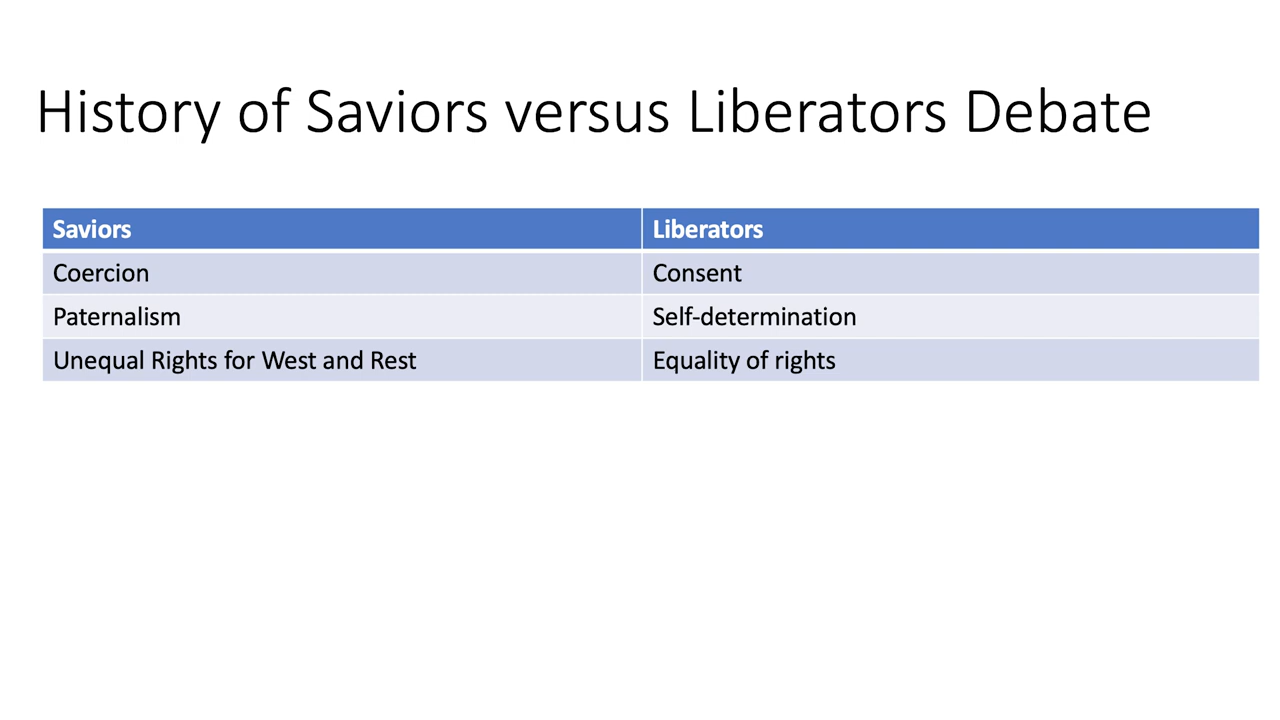 History of Saviors versus Liberators Debate
Saviors
Liberators
Coercion
Consent
Paternalism
Self-determination
Unequal Rights for West and Rest
Equality of rights